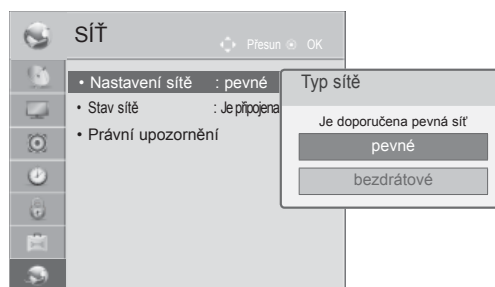 SÍŤ
Přesun OK
• Nastavení sítě : pevné
• Stav sítě : Je připojena
• Právní upozornění
Typ sítě
Je doporučena pevná síť
pevné
bezdrátové